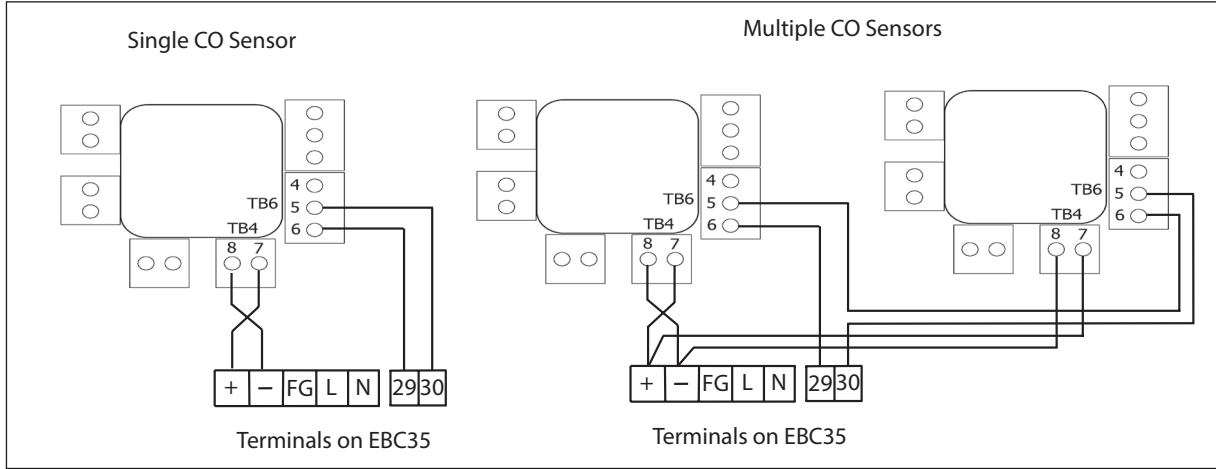 Single CO Sensor
4
TB6 5
TB4 6
8 7
+ − FG L N 29 30
Terminals on EBC35
Multiple CO Sensors
4
TB6 5
TB4 6
8 7
4
TB6 5
TB4 6
8 7
+ − FG L N 29 30
Terminals on EBC35